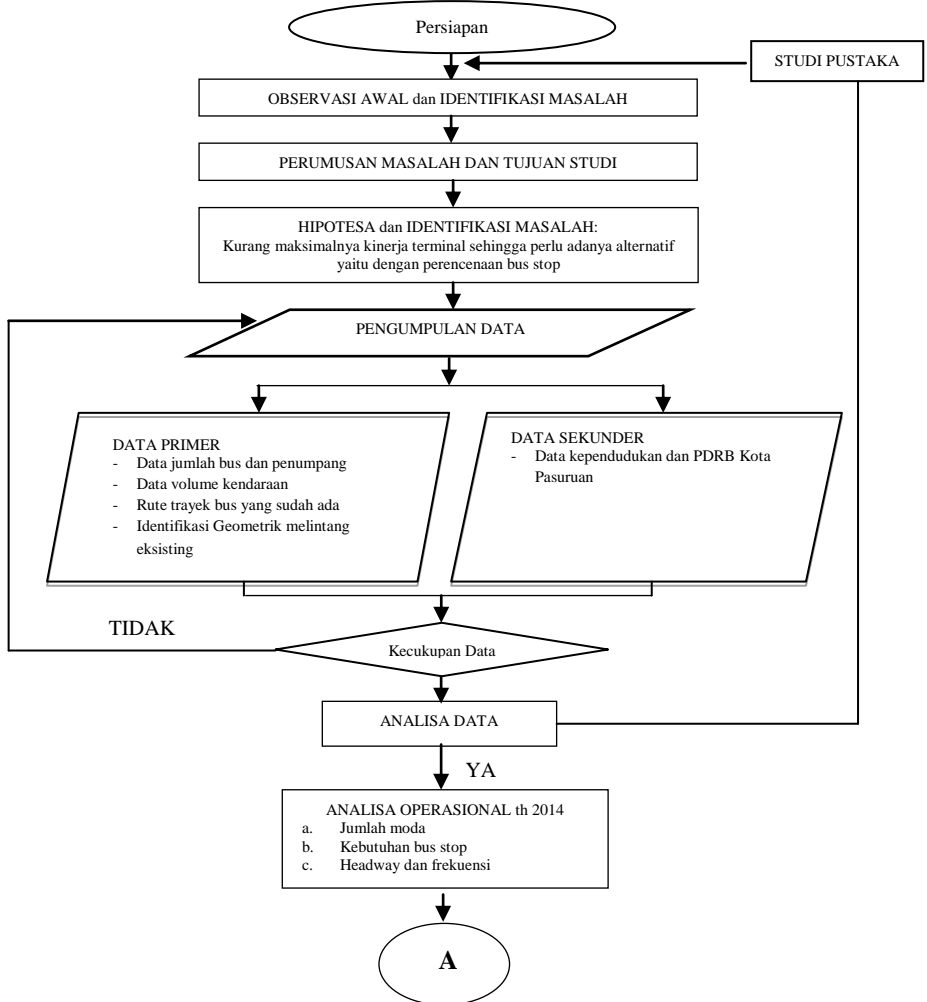 Persiapan
STUDI PUSTAKA
OBSERVASI AWAL dan IDENTIFIKASI MASALAH
PERUMUSAN MASALAH DAN TUJUAN STUDI
HIPOTESA dan IDENTIFIKASI MASALAH:
Kurang maksimalnya kinerja terminal sehingga perlu adanya alternatif
yaitu dengan perencenaan bus stop
PENGUMPULAN DATA
DATA PRIMER
- Data jumlah bus dan penumpang
- Data volume kendaraan
- Rute trayek bus yang sudah ada
- Identifikasi Geometrik melintang
eksisting
DATA SEKUNDER
- Data kependudukan dan PDRB Kota
Pasuruan
TIDAK
Kecukupan Data
ANALISA DATA
YA
ANALISA OPERASIONAL th 2014
a. Jumlah moda
b. Kebutuhan bus stop
c. Headway dan frekuensi
A